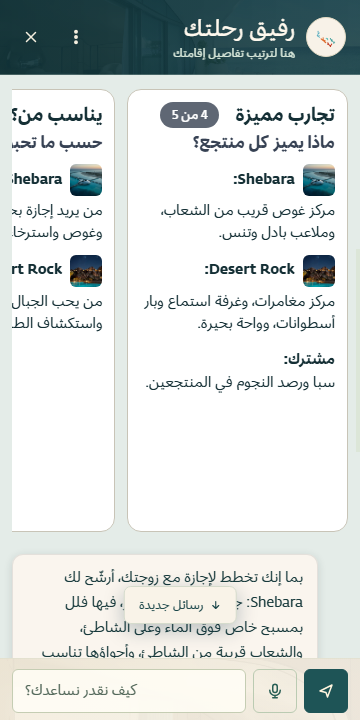 رفيق رحلتك
هنا لترتيب تفاصيل إقامتك
تجارب مميزة
4 من 5
ماذا يميز كل منتجع؟
Shebara:
مركز غوص قريب من الشعاب،
وملاعب بادل وتنس.
Desert Rock:
مركز مغامرات، وغرفة استماع وبار
أسطوانات، وواحة بحيرة.
مشترك:
سبا ورصد النجوم في المنتجعين.
يناسب من؟
حسب ما
Shebara
من يريد إجازة
وغوص
Rock
من يحب الجبال
واستكشاف
بما إنك تخطط لإجازة مع زوجتك، أرشّح لك
Shebara: فيها فلل
بمسبح خاص فوق الماء وعلى الشاطئ،
والشعاب قريبة من الشاطئ، وأجواؤها تناسب
رسائل جديدة
كيف نقدر نساعدك؟